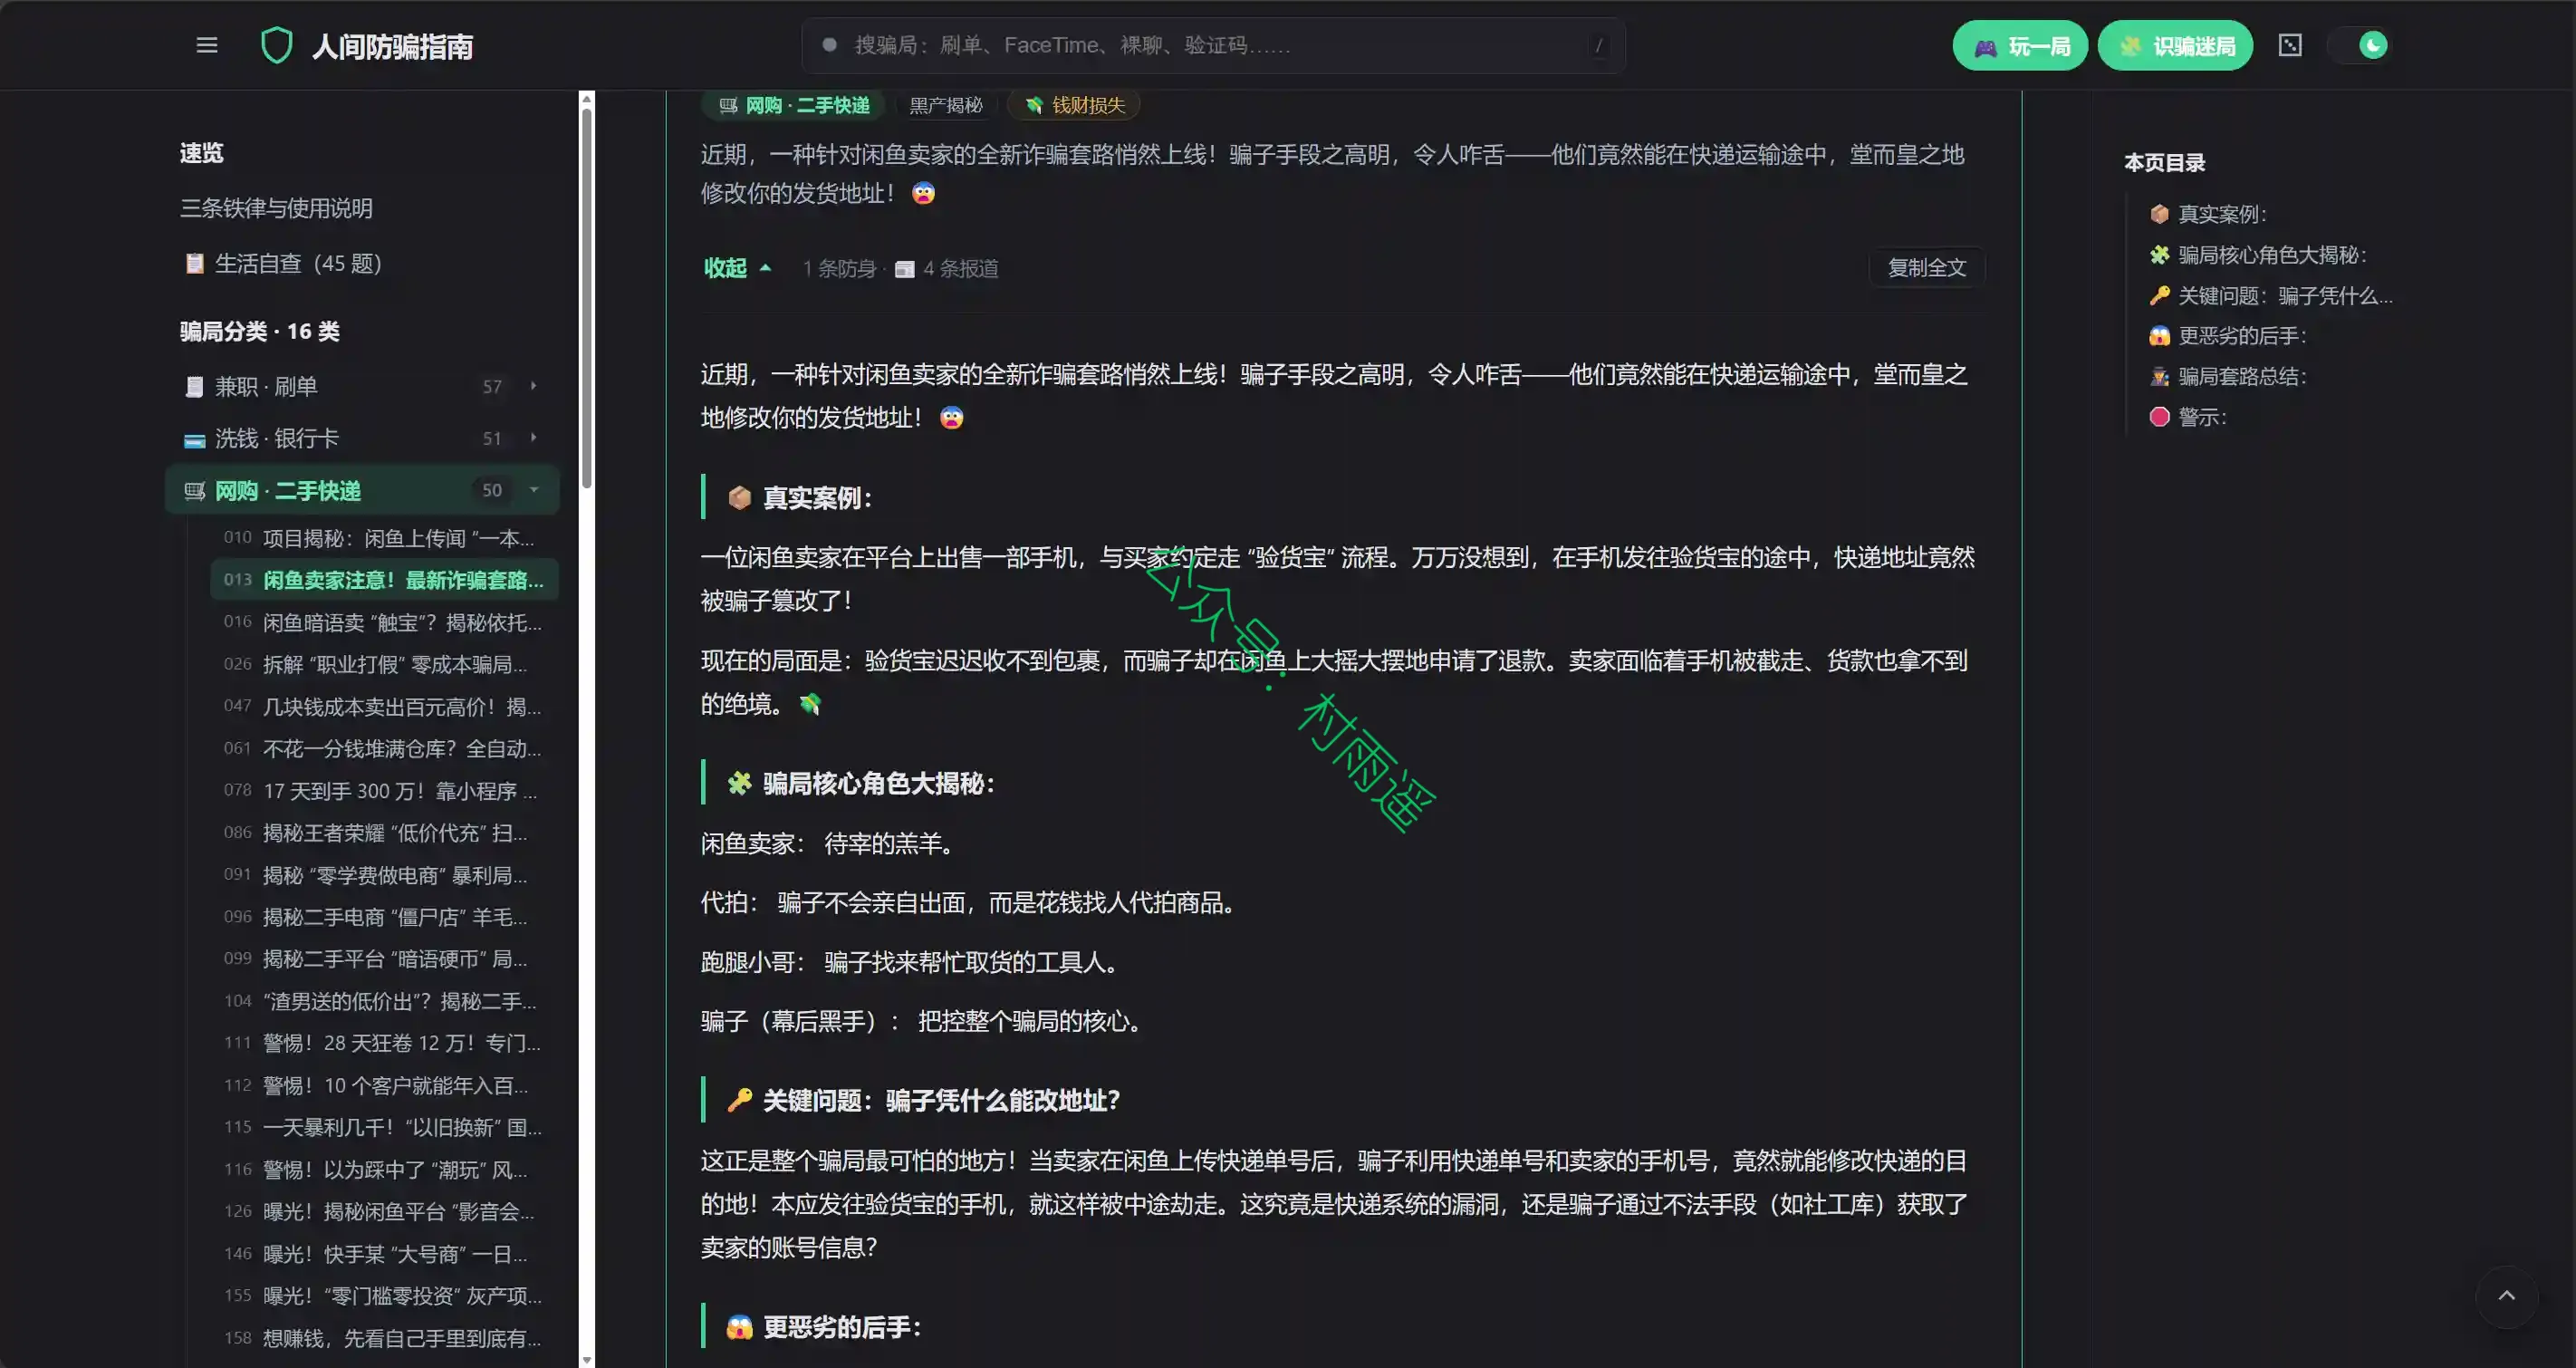 人间防骗指南
搜骗局：刷单、FaceTime、裸聊、验证码……
/
玩一局
识骗迷局
速览
三条铁律与使用说明
生活自查（45 题）
骗局分类 · 16 类
兼职 · 刷单 57
洗钱 · 银行卡 51
网购 · 二手快递 50
010 项目揭秘：闲鱼上传闻 “一本...
013 闲鱼卖家注意！最新诈骗套路...
016 闲鱼暗语卖 “触宝”？揭秘依托...
026 拆解 “职业打假” 零成本骗局...
047 几块钱成本卖出百元高价！揭...
061 不花一分钱堆满仓库？全自动...
078 17 天到手 300 万！靠小程序 ...
086 揭秘王者荣耀 “低价代充” 扫...
091 揭秘 “零学费做电商” 暴利局...
096 揭秘二手电商 “僵尸店” 羊毛...
099 揭秘二手平台 “暗语硬币” 局...
104 “渣男送的低价出”？揭秘二手...
111 警惕！28 天狂卷 12 万！专门...
112 警惕！10 个客户就能年入百...
115 一天暴利几千！“以旧换新” 国...
116 警惕！以为踩中了 “潮玩” 风...
126 曝光！揭秘闲鱼平台 “影音会...
146 曝光！快手某 “大号商” 一日...
155 曝光！“零门槛零投资” 灰产项...
158 想赚钱，先看自己手里到底有...
网购 · 二手快递 黑产揭秘 钱财损失
近期，一种针对闲鱼卖家的全新诈骗套路悄然上线！骗子手段之高明，令人咋舌——他们竟然能在快递运输途中，堂而皇之地
修改你的发货地址！😨
收起 1 条防身 · 4 条报道
复制全文
近期，一种针对闲鱼卖家的全新诈骗套路悄然上线！骗子手段之高明，令人咋舌——他们竟然能在快递运输途中，堂而皇之
地修改你的发货地址！😨
📦 真实案例：
一位闲鱼卖家在平台上出售一部手机，与买家约定走 “验货宝” 流程。万万没想到，在手机发往验货宝的途中，快递地址竟然
被骗子篡改了！
现在的局面是：验货宝迟迟收不到包裹，而骗子却在闲鱼上大摇大摆地申请了退款。卖家面临着手机被截走、货款也拿不到
的绝境。💸
🧩 骗局核心角色大揭秘：
闲鱼卖家： 待宰的羔羊。
代拍： 骗子不会亲自出面，而是花钱找人代拍商品。
跑腿小哥： 骗子找来帮忙取货的工具人。
骗子（幕后黑手）： 把控整个骗局的核心。
🔑 关键问题：骗子凭什么能改地址？
这正是整个骗局最可怕的地方！当卖家在闲鱼上传快递单号后，骗子利用快递单号和卖家的手机号，竟然就能修改快递的目
的地！本应发往验货宝的手机，就这样被中途劫走。这究竟是快递系统的漏洞，还是骗子通过不法手段（如社工库）获取了
卖家的账号信息？
😱 更恶劣的后手：
公众号：村雨遥
本页目录
📦 真实案例：
🧩 骗局核心角色大揭秘：
🔑 关键问题：骗子凭什么...
😱 更恶劣的后手：
🕵️ 骗局套路总结：
🛑 警示：